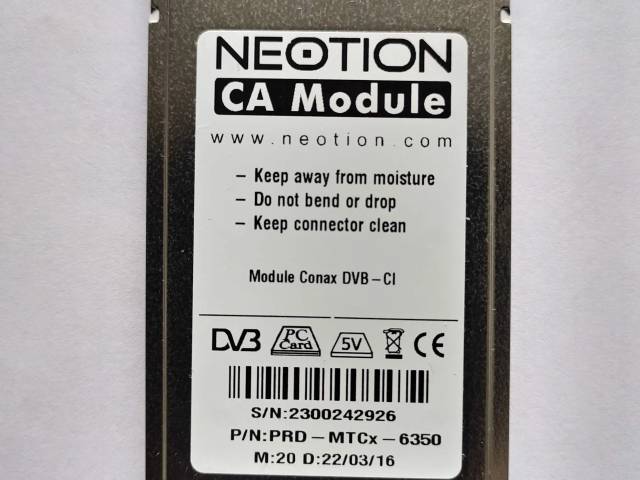 NEOTION
CA Module
www.neotion.com
– Keep away from moisture
– Do not bend or drop
– Keep connector clean
Module Conax DVB–CI
DVB PC Card 5V CE
S/N:2300242926
P/N:PRD–MTCx–6350
M:20 D:22/03/16